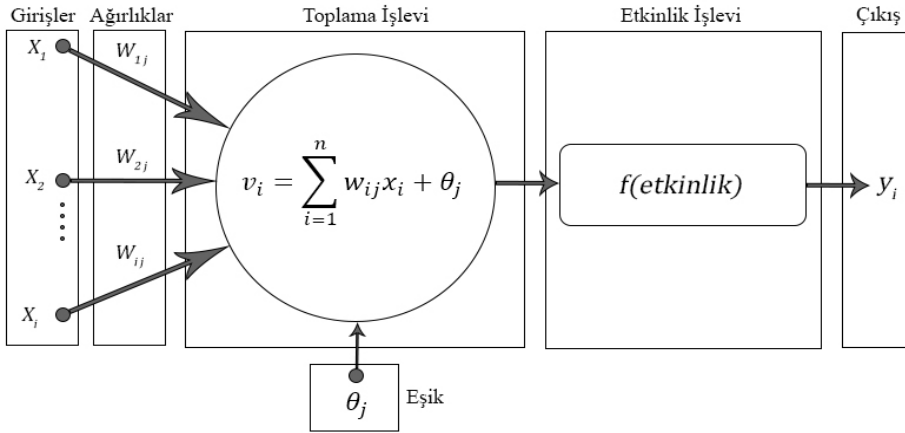 Girişler Ağırlıklar Toplama İşlevi Etkinlik İşlevi Çıkış
X₁ W₁ⱼ
X₂ W₂ⱼ
Xᵢ Wᵢⱼ
vᵢ = ∑ⁿᵢ₌₁ wᵢⱼxᵢ + θⱼ
f(etkinlik)
yᵢ
θⱼ Eşik